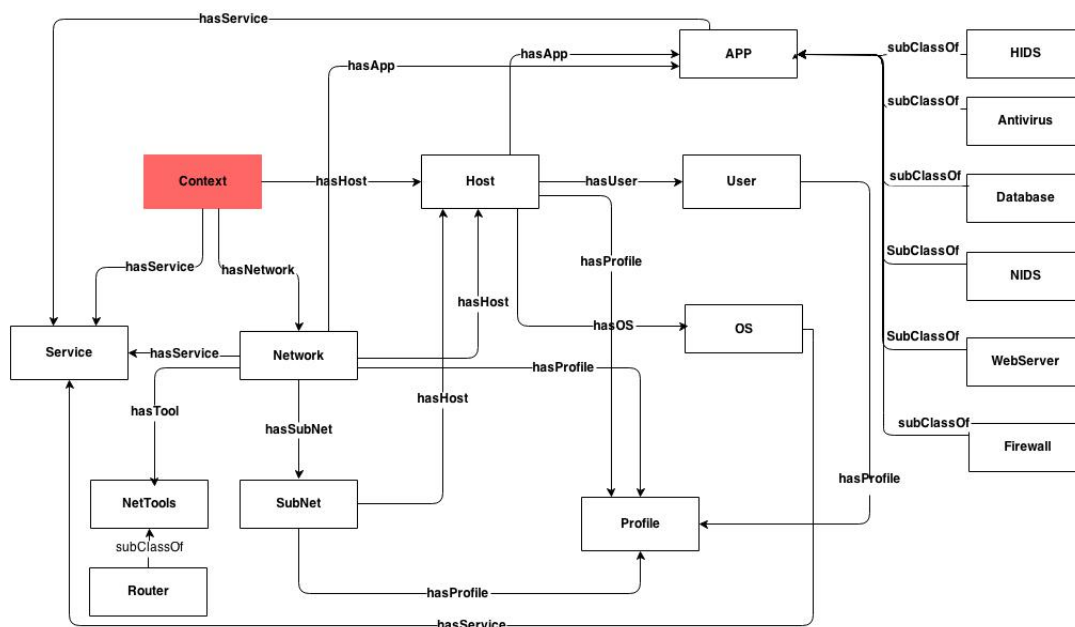 hasService
APP
subClassOf
HIDS
hasApp
hasApp
subClassOf
Antivirus
Context
hasHost
Host
hasUser
User
subClassOf
Database
hasService
hasNetwork
hasProfile
SubClassOf
NIDS
hasHost
Service
hasService
Network
hasOS
OS
SubClassOf
WebServer
hasProfile
hasTool
hasHost
hasSubNet
subClassOf
Firewall
NetTools
SubNet
hasProfile
Profile
subClassOf
Router
hasProfile
hasService